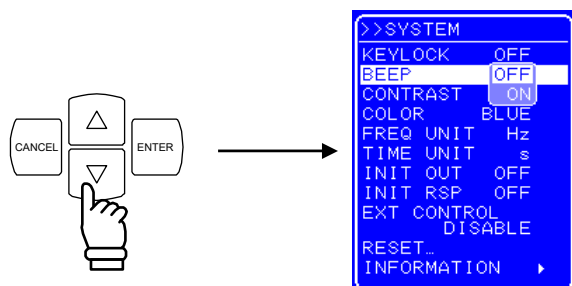 CANCEL
ENTER
>>SYSTEM
KEYLOCK OFF
BEEP OFF
CONTRAST ON
COLOR BLUE
FREQ UNIT Hz
TIME UNIT s
INIT OUT OFF
INIT RSP OFF
EXT CONTROL
DISABLE
RESET…
INFORMATION